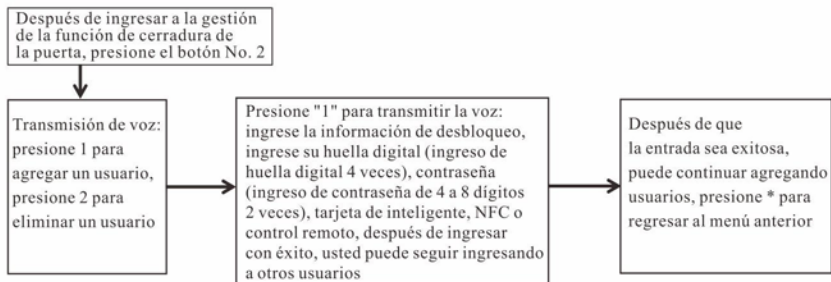 Después de ingresar a la gestión
de la función de cerradura de
la puerta, presione el botón No. 2
Transmisión de voz:
presione 1 para
agregar un usuario,
presione 2 para
eliminar un usuario
Presione "1" para transmitir la voz:
ingrese la información de desbloqueo,
ingrese su huella digital (ingreso de
huella digital 4 veces), contraseña
(ingreso de contraseña de 4 a 8 dígitos
2 veces), tarjeta de inteligente, NFC o
control remoto, después de ingresar
con éxito, usted puede seguir ingresando
a otros usuarios
Después de que
la entrada sea exitosa,
puede continuar agregando
usuarios, presione * para
regresar al menú anterior